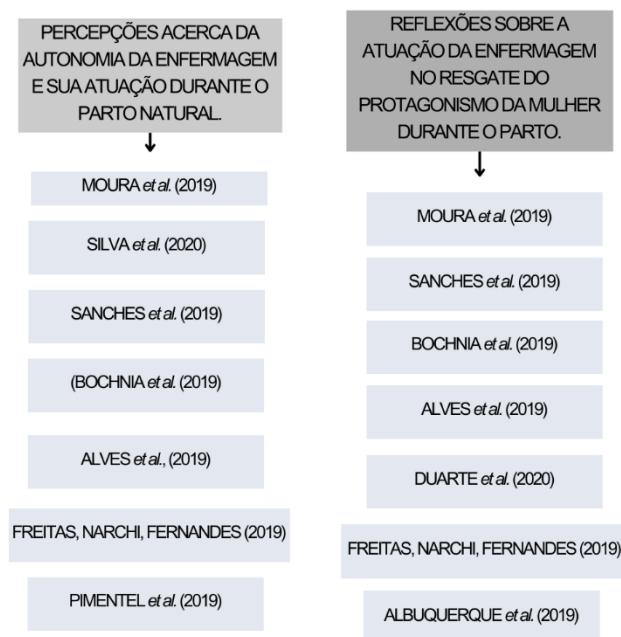 PERCEPÇÕES ACERCA DA
AUTONOMIA DA ENFERMAGEM
E SUA ATUAÇÃO DURANTE O
PARTO NATURAL.
MOURA et al. (2019)
SILVA et al. (2020)
SANCHES et al. (2019)
(BOCHNIA et al. (2019)
ALVES et al., (2019)
FREITAS, NARCHI, FERNANDES (2019)
PIMENTEL et al. (2019)
REFLEXÕES SOBRE A
ATUAÇÃO DA ENFERMAGEM
NO RESGATE DO
PROTAGONISMO DA MULHER
DURANTE O PARTO.
MOURA et al. (2019)
SANCHES et al. (2019)
BOCHNIA et al. (2019)
ALVES et al. (2019)
DUARTE et al. (2020)
FREITAS, NARCHI, FERNANDES (2019)
ALBUQUERQUE et al. (2019)